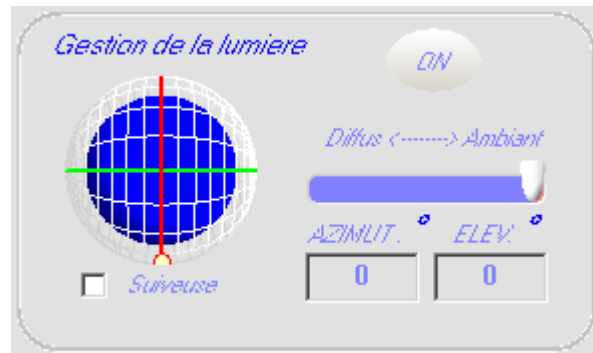 Gestion de la lumiere
ON
Diffus <-------> Ambiant
AZIMUT. ° ELEV. °
0 0
Suiveuse